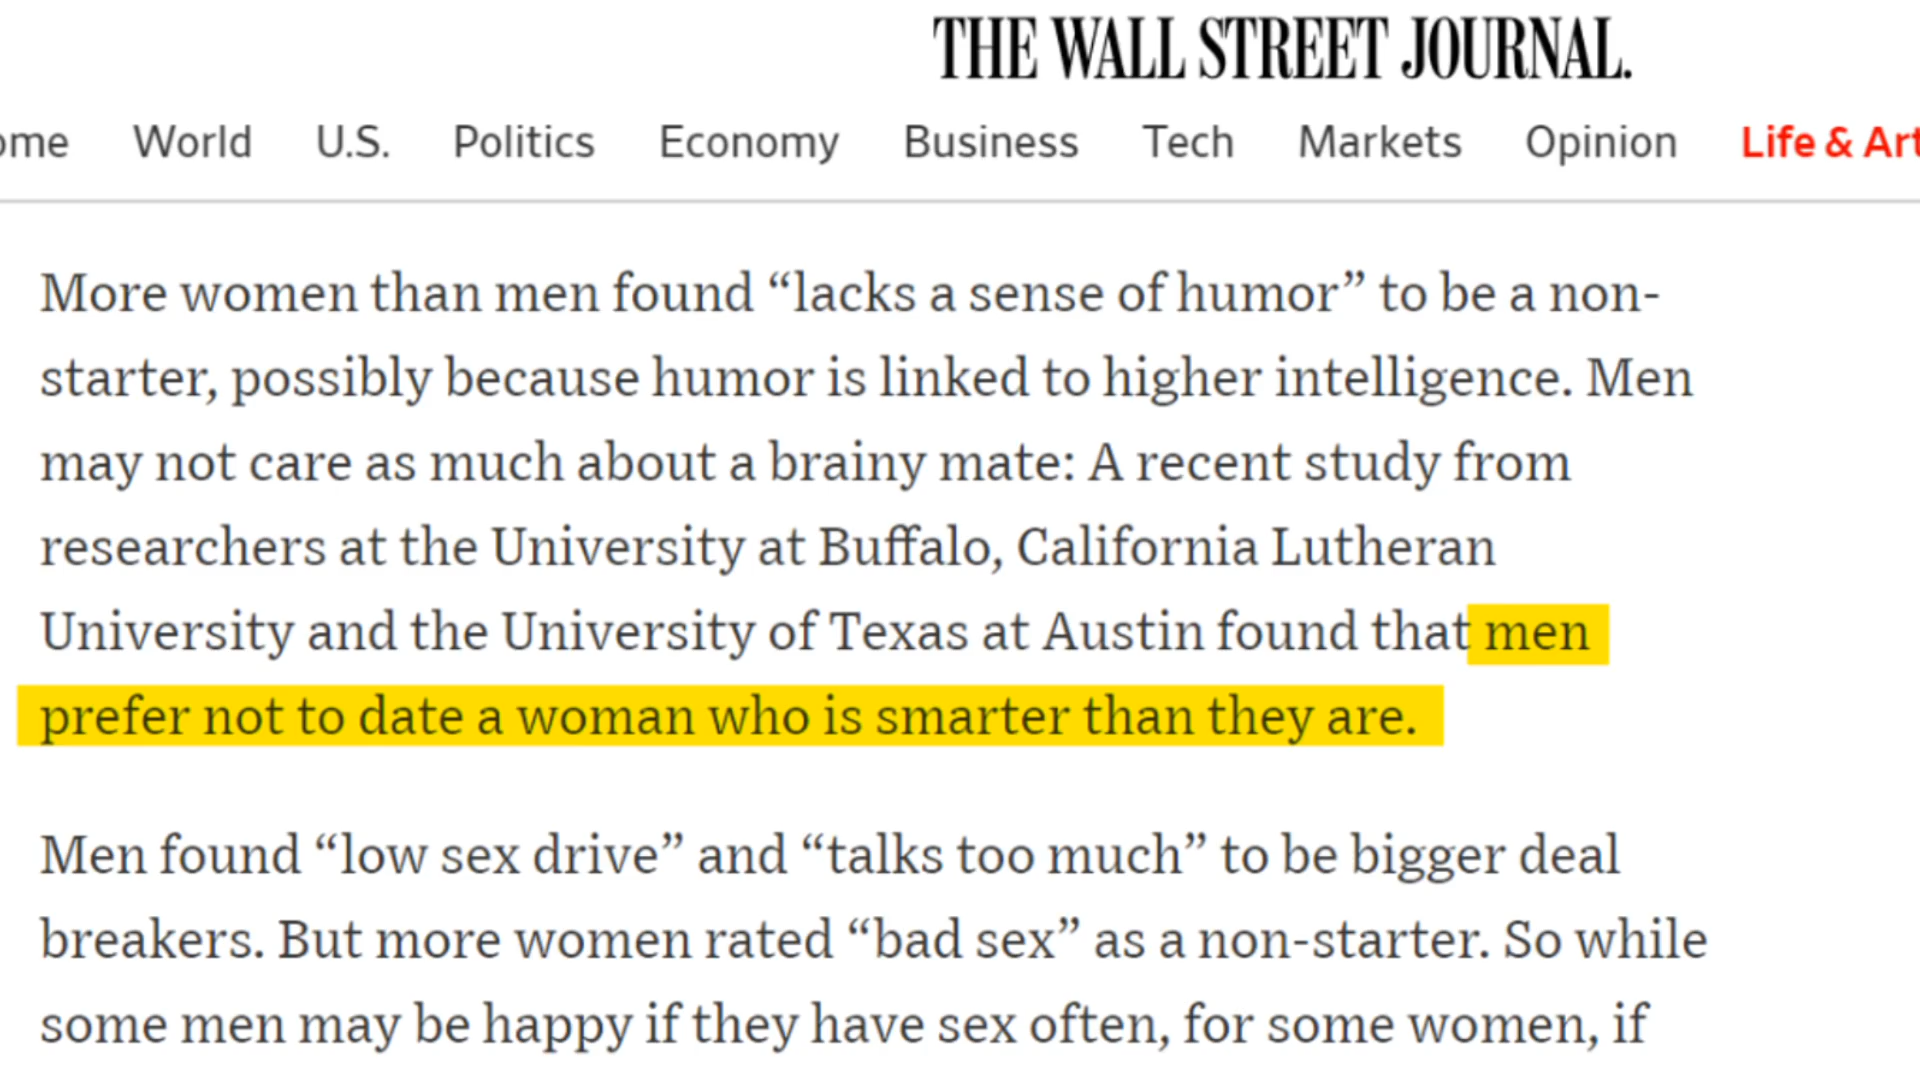 THE WALL STREET JOURNAL.
ome World U.S. Politics Economy Business Tech Markets Opinion Life & Art
More women than men found “lacks a sense of humor” to be a non-
starter, possibly because humor is linked to higher intelligence. Men
may not care as much about a brainy mate: A recent study from
researchers at the University at Buffalo, California Lutheran
University and the University of Texas at Austin found that men
prefer not to date a woman who is smarter than they are.
Men found “low sex drive” and “talks too much” to be bigger deal
breakers. But more women rated “bad sex” as a non-starter. So while
some men may be happy if they have sex often, for some women, if